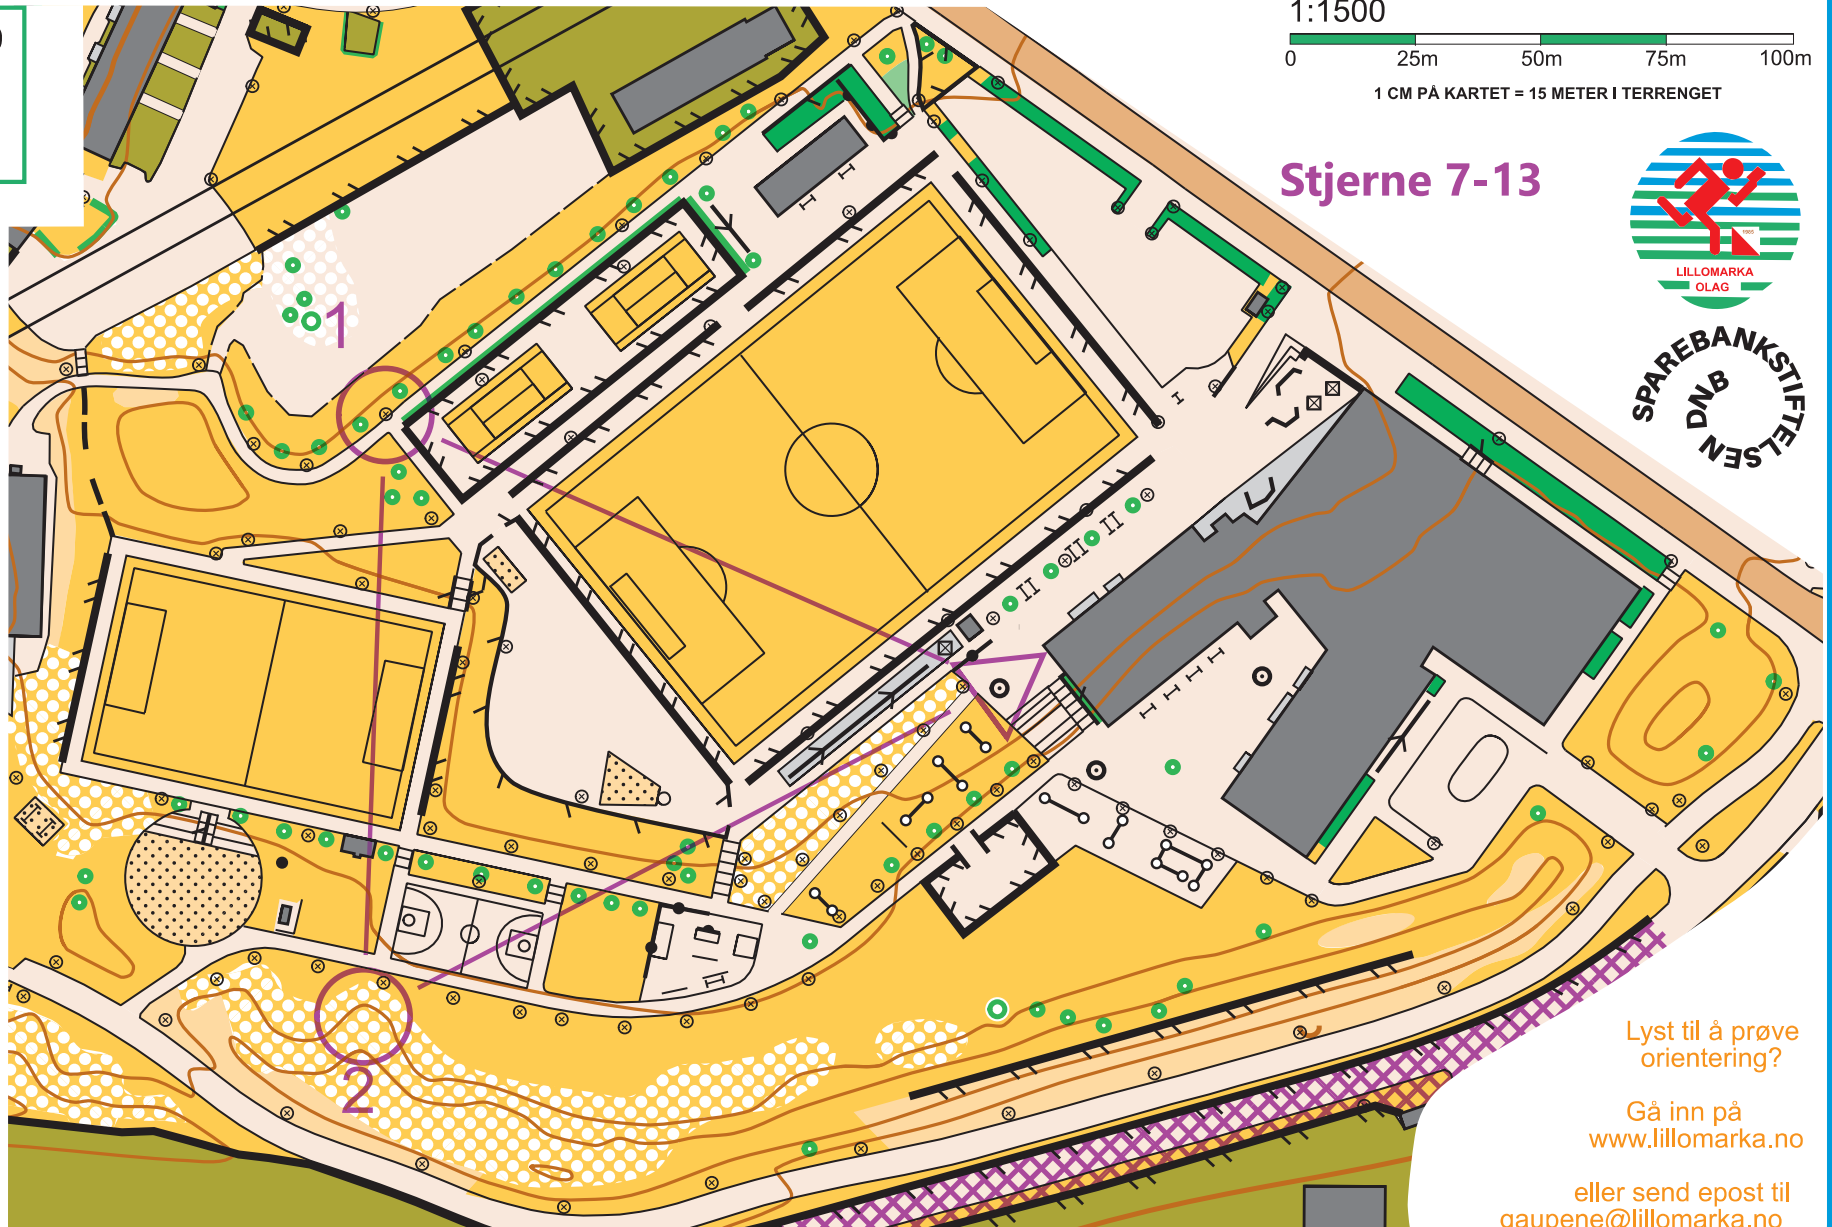 1:1500
0 25m 50m 75m 100m
1 CM PÅ KARTET = 15 METER I TERRENGET
Stjerne 7-13
1985
LILLOMARKA
OLAG
SPAREBANKSTIFTELSEN
DNB
1
2
Lyst til å prøve
orientering?
Gå inn på
www.lillomarka.no
eller send epost til
gaupene@lillomarka.no